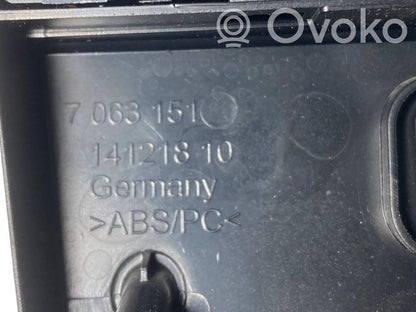 Ovoko
7 063 151
141218 10
Germany
>ABS/PC<